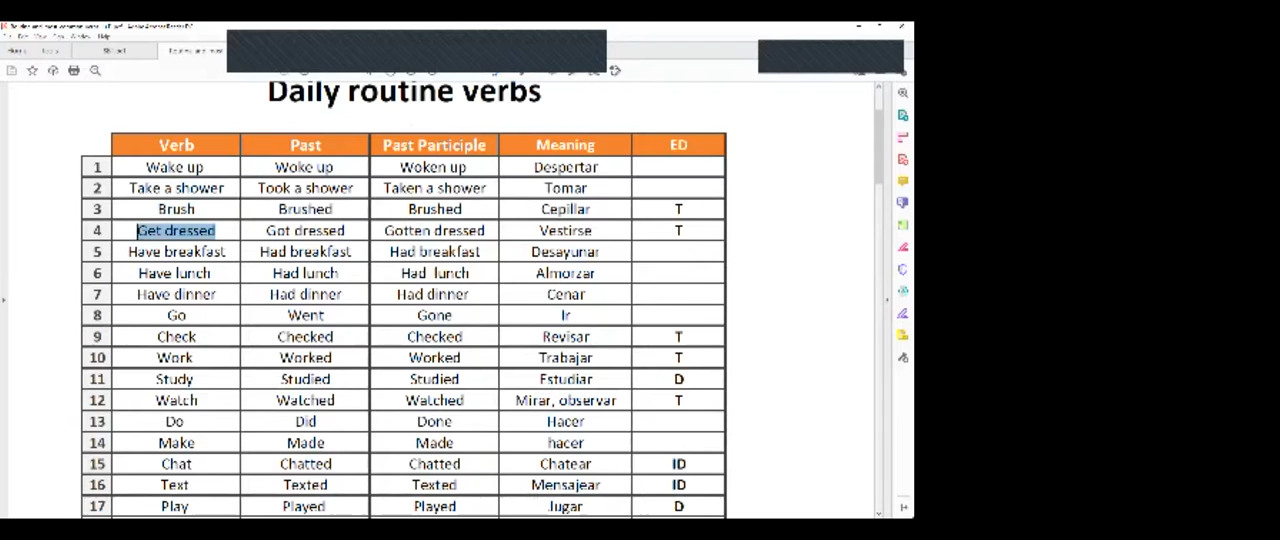 Home Tools
Daily routine verbs
Verb Past Past Participle Meaning ED
1 Wake up Woke up Woken up Despertar
2 Take a shower Took a shower Taken a shower Tomar
3 Brush Brushed Brushed Cepillar T
4 Get dressed Got dressed Gotten dressed Vestirse T
5 Have breakfast Had breakfast Had breakfast Desayunar
6 Have lunch Had lunch Had lunch Almorzar
7 Have dinner Had dinner Had dinner Cenar
8 Go Went Gone Ir
9 Check Checked Checked Revisar T
10 Work Worked Worked Trabajar T
11 Study Studied Studied Estudiar D
12 Watch Watched Watched Mirar, observar T
13 Do Did Done Hacer
14 Make Made Made hacer
15 Chat Chatted Chatted Chatear ID
16 Text Texted Texted Mensajear ID
17 Play Played Played Jugar D